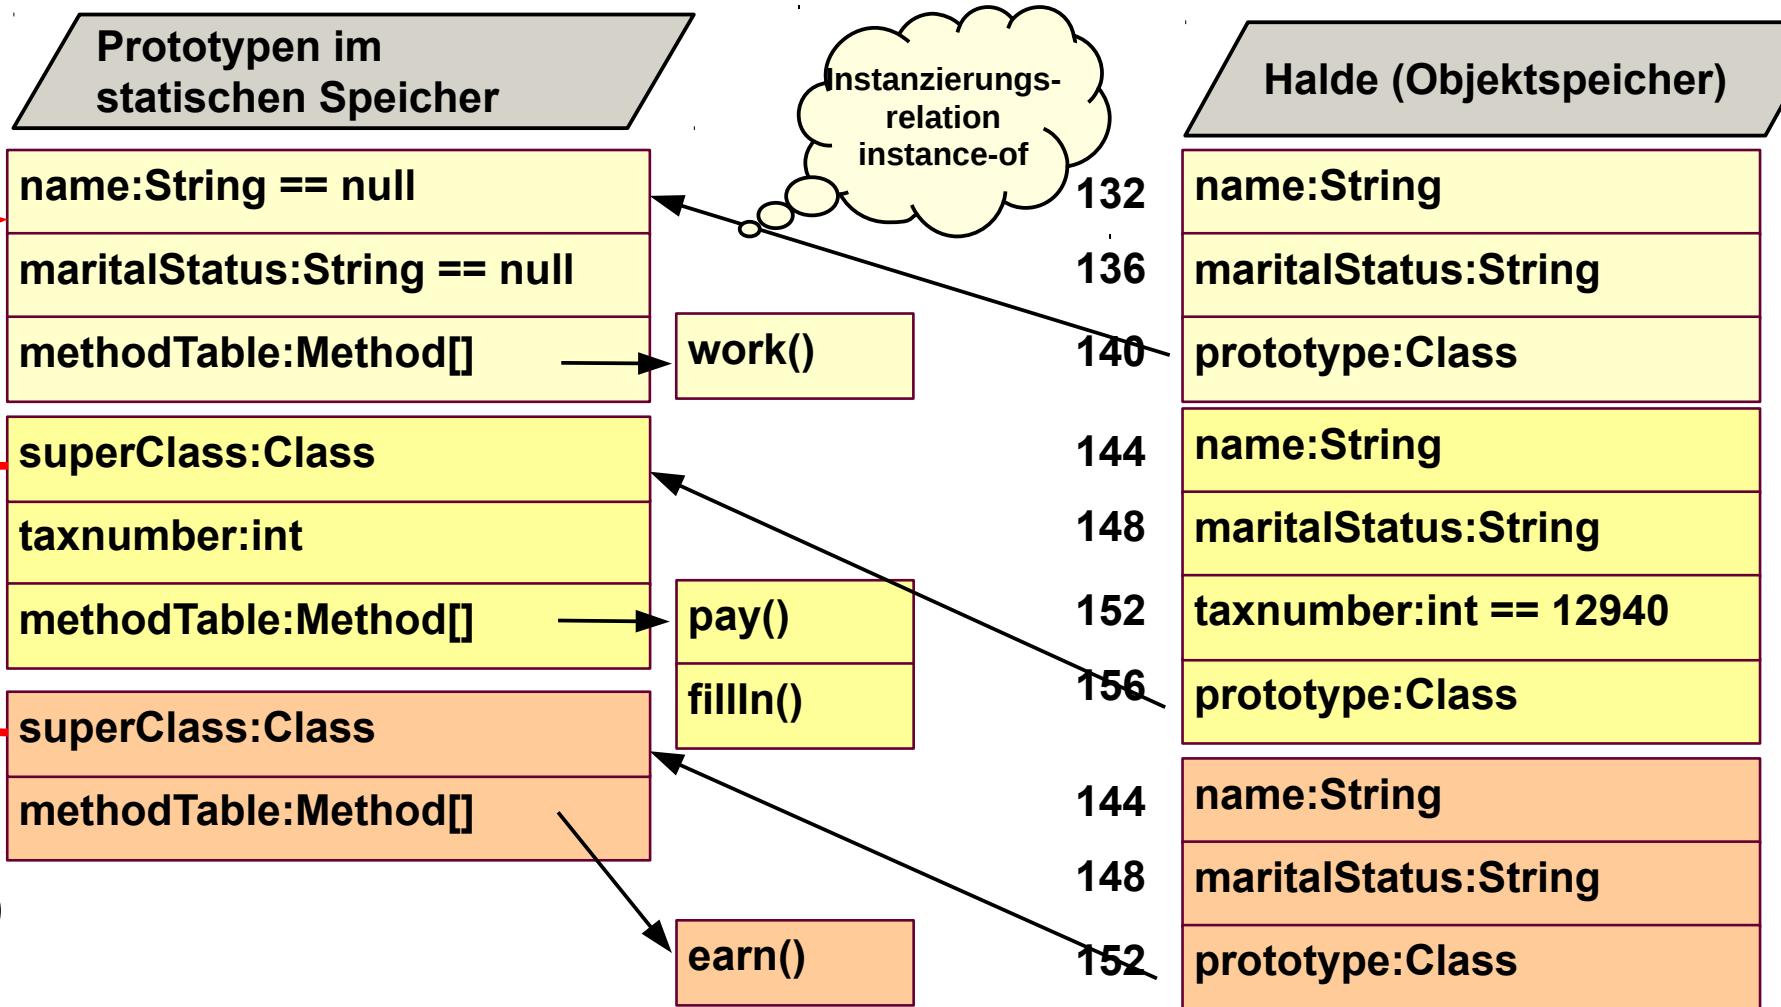 Prototypen im
statischen Speicher
Instanzierungs-
relation
instance-of
Halde (Objektspeicher)
name:String == null
132 name:String
maritalStatus:String == null
136 maritalStatus:String
methodTable:Method[]
work()
140 prototype:Class
superClass:Class
144 name:String
taxnumber:int
148 maritalStatus:String
methodTable:Method[]
pay()
152 taxnumber:int == 12940
fillIn()
156 prototype:Class
superClass:Class
methodTable:Method[]
144 name:String
148 maritalStatus:String
)
earn()
152 prototype:Class